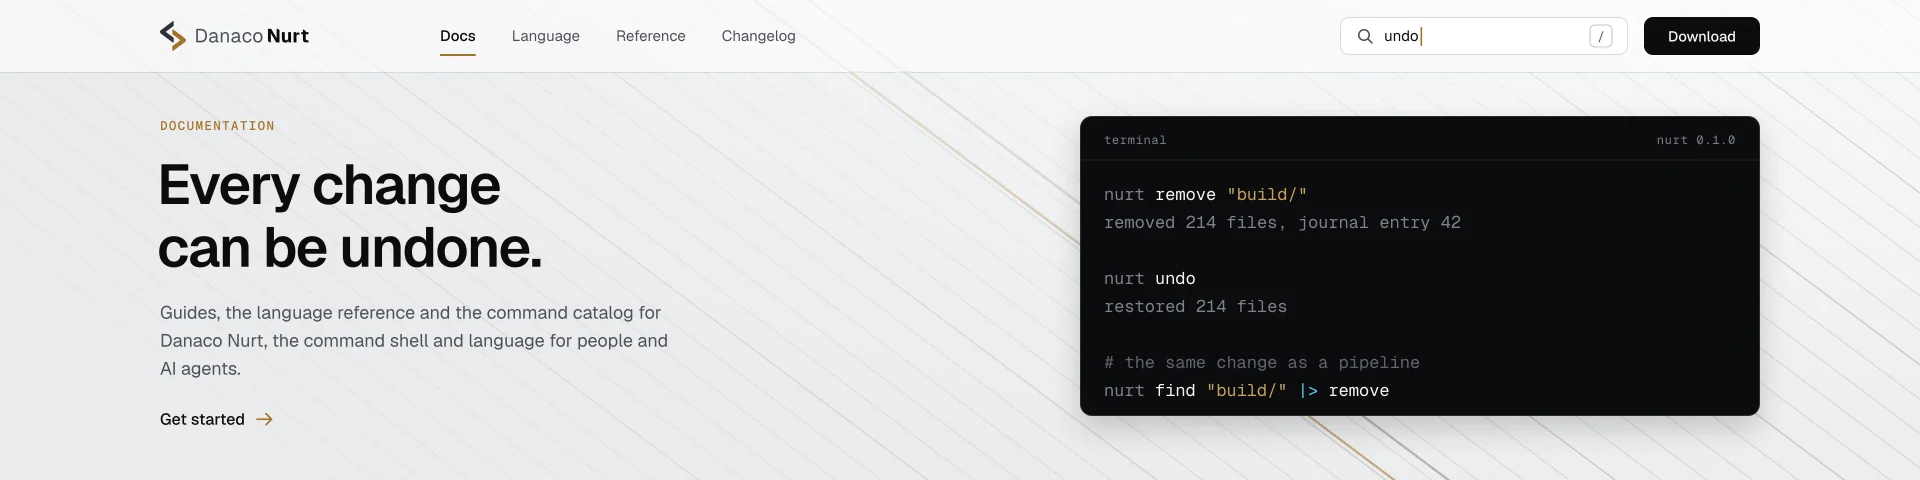 Danaco Nurt
Docs
Language
Reference
Changelog
undo
/
Download
DOCUMENTATION
Every change
can be undone.
Guides, the language reference and the command catalog for
Danaco Nurt, the command shell and language for people and
AI agents.
Get started
terminal
nurt 0.1.0
nurt remove "build/"
removed 214 files, journal entry 42
nurt undo
restored 214 files
# the same change as a pipeline
nurt find "build/" |> remove